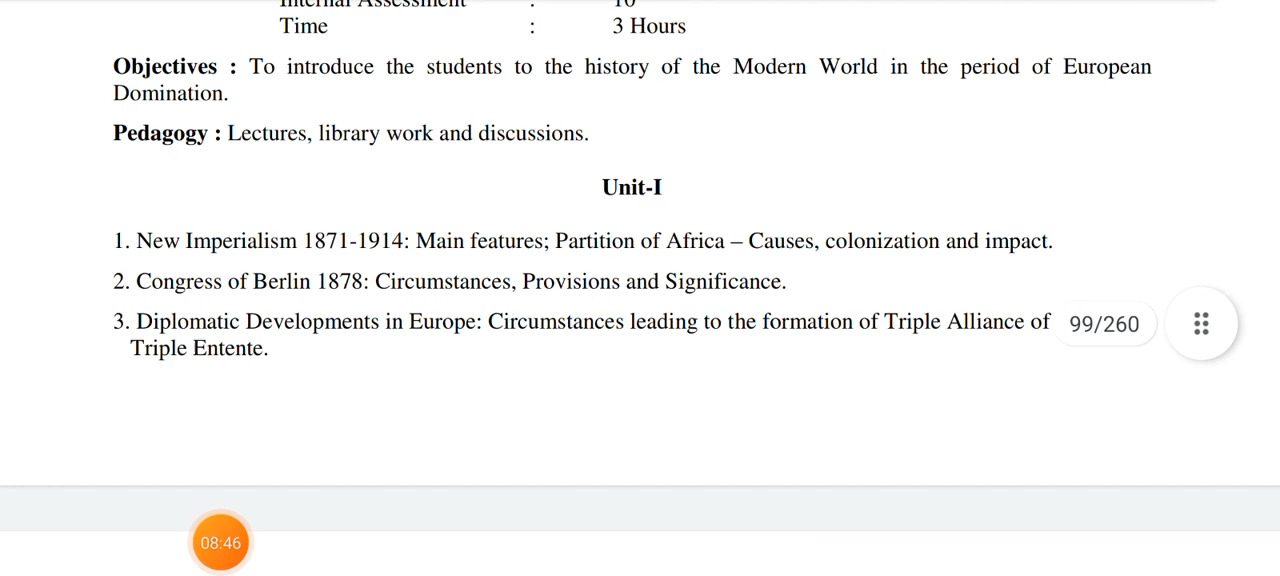 Time : 3 Hours
Objectives : To introduce the students to the history of the Modern World in the period of European
Domination.
Pedagogy : Lectures, library work and discussions.
Unit-I
1. New Imperialism 1871-1914: Main features; Partition of Africa – Causes, colonization and impact.
2. Congress of Berlin 1878: Circumstances, Provisions and Significance.
3. Diplomatic Developments in Europe: Circumstances leading to the formation of Triple Alliance of
Triple Entente.
99/260
08:46